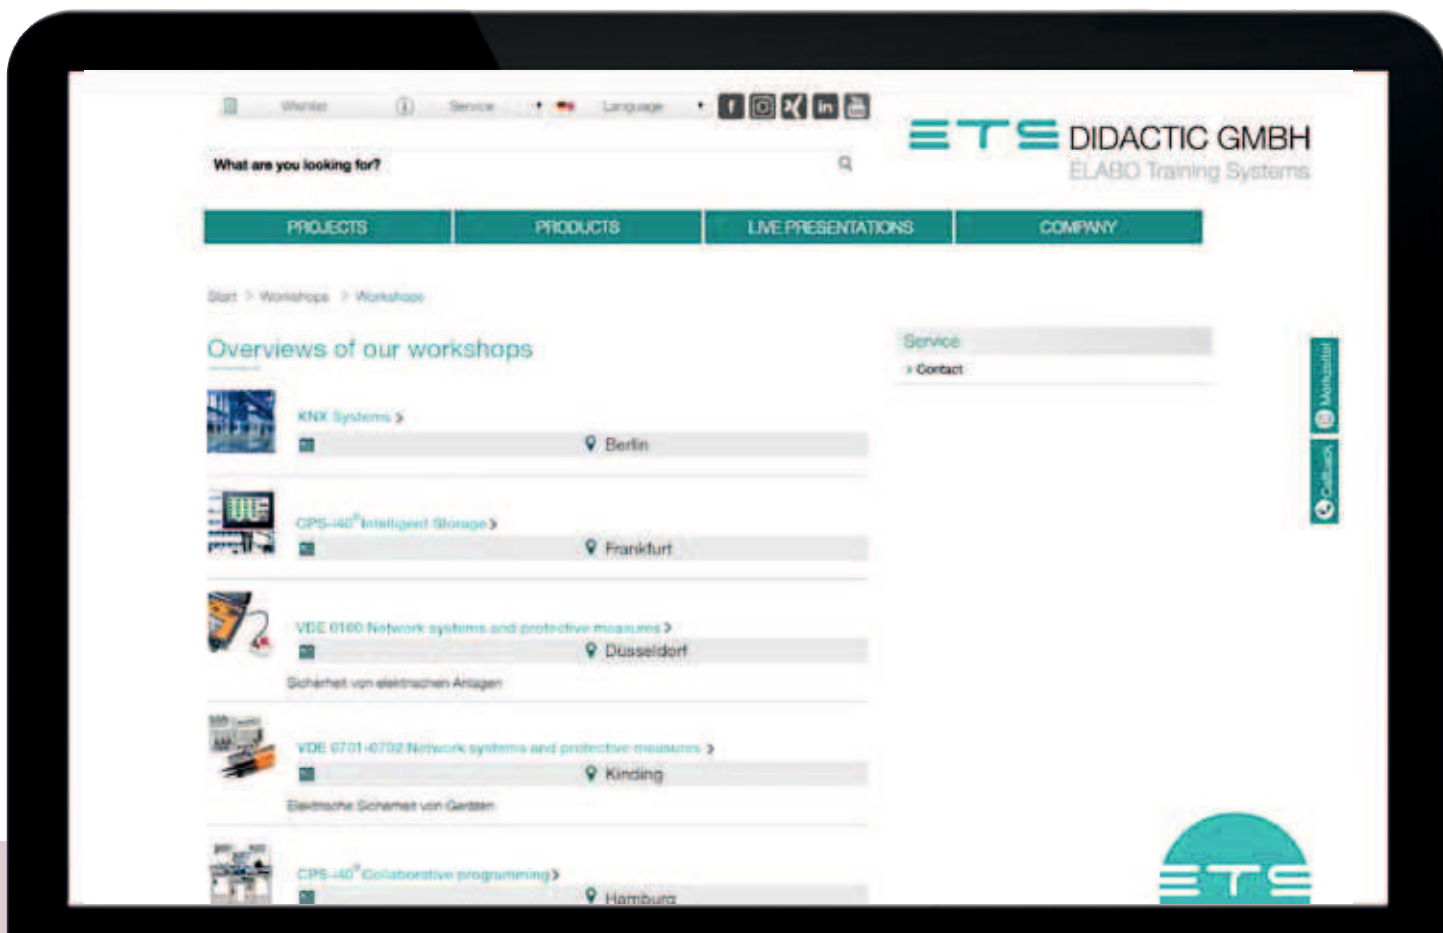 Wishlist Service Language
ETS DIDACTIC GMBH
ELABO Training Systems
What are you looking for?
PROJECTS PRODUCTS LIVE PRESENTATIONS COMPANY
Start > Workshops > Workshops
Overviews of our workshops
Service
> Contact
KNX Systems >
Berlin
CPS-i40® Intelligent Storage >
Frankfurt
VDE 0100 Network systems and protective measures >
Düsseldorf
Sicherheit von elektrischen Anlagen
VDE 0701-0702 Network systems and protective measures >
Kinding
Elektrische Sicherheit von Geräten
CPS-i40® Collaborative programming >
Hamburg
Merkzettel
Callback
ETS